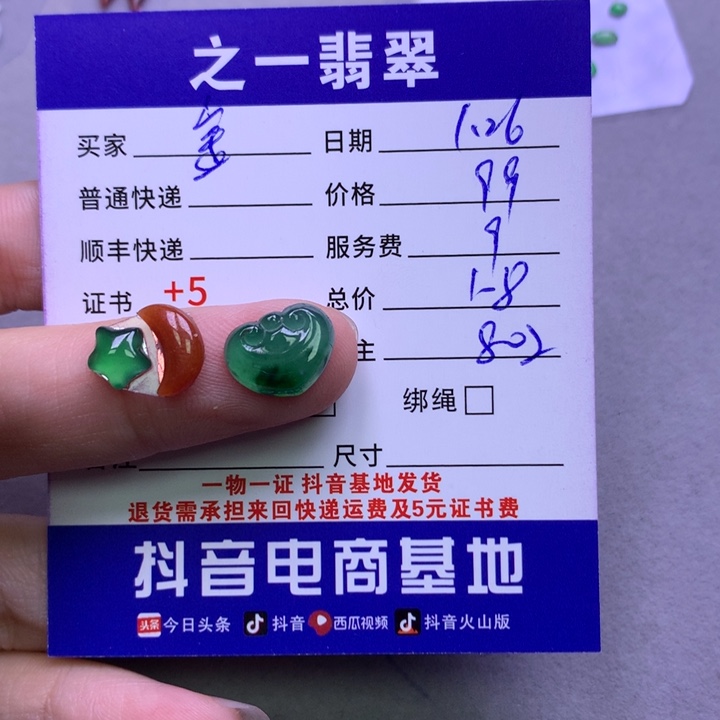 之一翡翠
买家 日期 1.26
普通快递 价格 99
顺丰快递 服务费 9
证书 +5 总价 1-8
主 802
绑绳
尺寸
一物一证 抖音基地发货
退货需承担来回快递运费及5元证书费
抖音电商基地
头条 今日头条 抖音 西瓜视频 抖音火山版